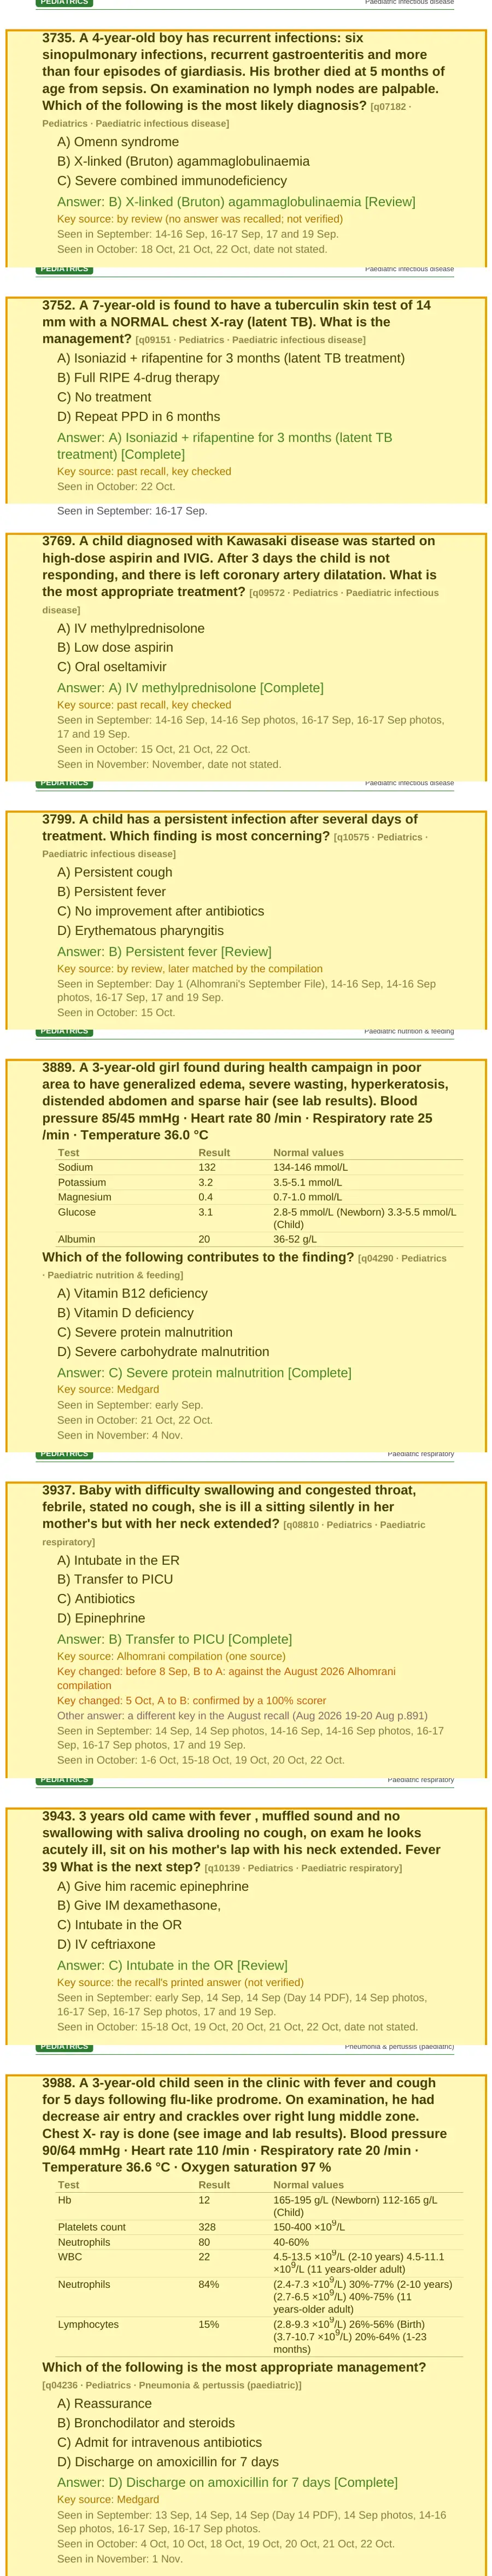 PEDIATRICS Paediatric infectious disease
3735. A 4-year-old boy has recurrent infections: six
sinopulmonary infections, recurrent gastroenteritis and more
than four episodes of giardiasis. His brother died at 5 months of
age from sepsis. On examination no lymph nodes are palpable.
Which of the following is the most likely diagnosis? [q07182 ·
Pediatrics · Paediatric infectious disease]
A) Omenn syndrome
B) X-linked (Bruton) agammaglobulinaemia
C) Severe combined immunodeficiency
Answer: B) X-linked (Bruton) agammaglobulinaemia [Review]
Key source: by review (no answer was recalled; not verified)
Seen in September: 14-16 Sep, 16-17 Sep, 17 and 19 Sep.
Seen in October: 18 Oct, 21 Oct, 22 Oct, date not stated.
PEDIATRICS Paediatric infectious disease
3752. A 7-year-old is found to have a tuberculin skin test of 14
mm with a NORMAL chest X-ray (latent TB). What is the
management? [q09151 · Pediatrics · Paediatric infectious disease]
A) Isoniazid + rifapentine for 3 months (latent TB treatment)
B) Full RIPE 4-drug therapy
C) No treatment
D) Repeat PPD in 6 months
Answer: A) Isoniazid + rifapentine for 3 months (latent TB
treatment) [Complete]
Key source: past recall, key checked
Seen in October: 22 Oct.
Seen in September: 16-17 Sep.
3769. A child diagnosed with Kawasaki disease was started on
high-dose aspirin and IVIG. After 3 days the child is not
responding, and there is left coronary artery dilatation. What is
the most appropriate treatment? [q09572 · Pediatrics · Paediatric infectious
disease]
A) IV methylprednisolone
B) Low dose aspirin
C) Oral oseltamivir
Answer: A) IV methylprednisolone [Complete]
Key source: past recall, key checked
Seen in September: 14-16 Sep, 14-16 Sep photos, 16-17 Sep, 16-17 Sep photos,
17 and 19 Sep.
Seen in October: 15 Oct, 21 Oct, 22 Oct.
Seen in November: November, date not stated.
PEDIATRICS Paediatric infectious disease
3799. A child has a persistent infection after several days of
treatment. Which finding is most concerning? [q10575 · Pediatrics ·
Paediatric infectious disease]
A) Persistent cough
B) Persistent fever
C) No improvement after antibiotics
D) Erythematous pharyngitis
Answer: B) Persistent fever [Review]
Key source: by review, later matched by the compilation
Seen in September: Day 1 (Alhomrani's September File), 14-16 Sep, 14-16 Sep
photos, 16-17 Sep, 17 and 19 Sep.
Seen in October: 15 Oct.
PEDIATRICS Paediatric nutrition & feeding
3889. A 3-year-old girl found during health campaign in poor
area to have generalized edema, severe wasting, hyperkeratosis,
distended abdomen and sparse hair (see lab results). Blood
pressure 85/45 mmHg · Heart rate 80 /min · Respiratory rate 25
/min · Temperature 36.0 °C
Test Result Normal values
Sodium 132 134-146 mmol/L
Potassium 3.2 3.5-5.1 mmol/L
Magnesium 0.4 0.7-1.0 mmol/L
Glucose 3.1 2.8-5 mmol/L (Newborn) 3.3-5.5 mmol/L
(Child)
Albumin 20 36-52 g/L
Which of the following contributes to the finding? [q04290 · Pediatrics
· Paediatric nutrition & feeding]
A) Vitamin B12 deficiency
B) Vitamin D deficiency
C) Severe protein malnutrition
D) Severe carbohydrate malnutrition
Answer: C) Severe protein malnutrition [Complete]
Key source: Medgard
Seen in September: early Sep.
Seen in October: 21 Oct, 22 Oct.
Seen in November: 4 Nov.
PEDIATRICS Paediatric respiratory
3937. Baby with difficulty swallowing and congested throat,
febrile, stated no cough, she is ill a sitting silently in her
mother's but with her neck extended? [q08810 · Pediatrics · Paediatric
respiratory]
A) Intubate in the ER
B) Transfer to PICU
C) Antibiotics
D) Epinephrine
Answer: B) Transfer to PICU [Complete]
Key source: Alhomrani compilation (one source)
Key changed: before 8 Sep, B to A: against the August 2026 Alhomrani
compilation
Key changed: 5 Oct, A to B: confirmed by a 100% scorer
Other answer: a different key in the August recall (Aug 2026 19-20 Aug p.891)
Seen in September: 14 Sep, 14 Sep photos, 14-16 Sep, 14-16 Sep photos, 16-17
Sep, 16-17 Sep photos, 17 and 19 Sep.
Seen in October: 1-6 Oct, 15-18 Oct, 19 Oct, 20 Oct, 22 Oct.
PEDIATRICS Paediatric respiratory
3943. 3 years old came with fever , muffled sound and no
swallowing with saliva drooling no cough, on exam he looks
acutely ill, sit on his mother's lap with his neck extended. Fever
39 What is the next step? [q10139 · Pediatrics · Paediatric respiratory]
A) Give him racemic epinephrine
B) Give IM dexamethasone,
C) Intubate in the OR
D) IV ceftriaxone
Answer: C) Intubate in the OR [Review]
Key source: the recall's printed answer (not verified)
Seen in September: early Sep, 14 Sep, 14 Sep (Day 14 PDF), 14 Sep photos,
16-17 Sep, 16-17 Sep photos, 17 and 19 Sep.
Seen in October: 15-18 Oct, 19 Oct, 20 Oct, 21 Oct, 22 Oct, date not stated.
PEDIATRICS Pneumonia & pertussis (paediatric)
3988. A 3-year-old child seen in the clinic with fever and cough
for 5 days following flu-like prodrome. On examination, he had
decrease air entry and crackles over right lung middle zone.
Chest X- ray is done (see image and lab results). Blood pressure
90/64 mmHg · Heart rate 110 /min · Respiratory rate 20 /min ·
Temperature 36.6 °C · Oxygen saturation 97 %
Test Result Normal values
Hb 12 165-195 g/L (Newborn) 112-165 g/L
(Child)
Platelets count 328 150-400 ×10⁹/L
Neutrophils 80 40-60%
WBC 22 4.5-13.5 ×10⁹/L (2-10 years) 4.5-11.1
×10⁹/L (11 years-older adult)
Neutrophils 84% (2.4-7.3 ×10⁹/L) 30%-77% (2-10 years)
(2.7-6.5 ×10⁹/L) 40%-75% (11
years-older adult)
Lymphocytes 15% (2.8-9.3 ×10⁹/L) 26%-56% (Birth)
(3.7-10.7 ×10⁹/L) 20%-64% (1-23
months)
Which of the following is the most appropriate management?
[q04236 · Pediatrics · Pneumonia & pertussis (paediatric)]
A) Reassurance
B) Bronchodilator and steroids
C) Admit for intravenous antibiotics
D) Discharge on amoxicillin for 7 days
Answer: D) Discharge on amoxicillin for 7 days [Complete]
Key source: Medgard
Seen in September: 13 Sep, 14 Sep, 14 Sep (Day 14 PDF), 14 Sep photos, 14-16
Sep photos, 16-17 Sep, 16-17 Sep photos.
Seen in October: 4 Oct, 10 Oct, 18 Oct, 19 Oct, 20 Oct, 21 Oct, 22 Oct.
Seen in November: 1 Nov.